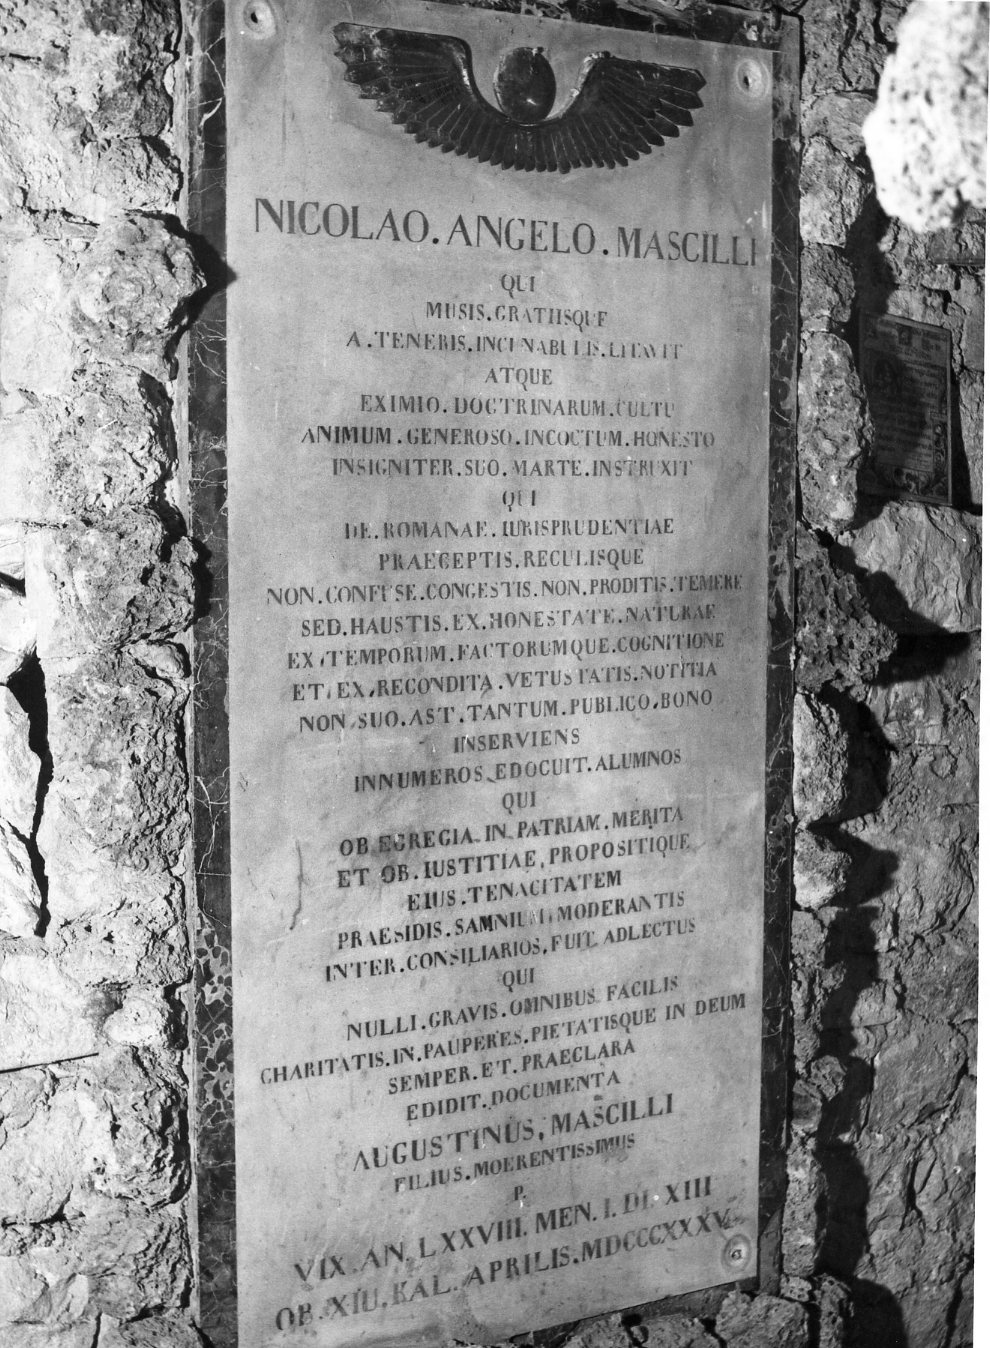 NICOLAO.ANGELO.MASCILLI
QUI
MUSIS.GRATIISQUE
A.TENERIS.INCUNABULIS.LITAVIT
ATQUE
EXIMIO.DOCTRINARUM.CULTU
ANIMUM.GENEROSO.INCOCTUM.HONESTO
INSIGNITER.SUO.MARTE.INSTRUXIT
QUI
DE.ROMANAE.IURISPRUDENTIAE
PRAECEPTIS.REGULISQUE
NON.CONFUSE.CONGESTIS.NON.PRODITIS.TEMERE
SED.HAUSTIS.EX.HONESTATE.NATURAE
EX.TEMPORUM.FACTORUMQUE.COGNITIONE
ET.EX.RECONDITA.VETUSTATIS.NOTITIA
NON.SUO.AST.TANTUM.PUBLICO.BONO
INSERVIENS
INNUMEROS.EDOCUIT.ALUMNOS
QUI
OB.EGREGIA.IN.PATRIAM.MERITA
ET.OB.IUSTITIAE.PROPOSITIQUE
EIUS.TENACITATEM
PRAESIDIS.SAMNIUM.MODERANTIS
INTER.CONSILIARIOS.FUIT.ADLECTUS
QUI
NULLI.GRAVIS.OMNIBUS.FACILIS
CHARITATIS.IN.PAUPERES.PIETATISQUE.IN.DEUM
SEMPER.ET.PRAECLARA
EDIDIT.DOCUMENTA
AUGUSTINUS.MASCILLI
FILIUS.MOERENTISSIMUS
P
VIX.AN.LXXVIII.MEN.I.DI.XIII
OB.XIII.KAL.APRILIS.MDCCCXXXV